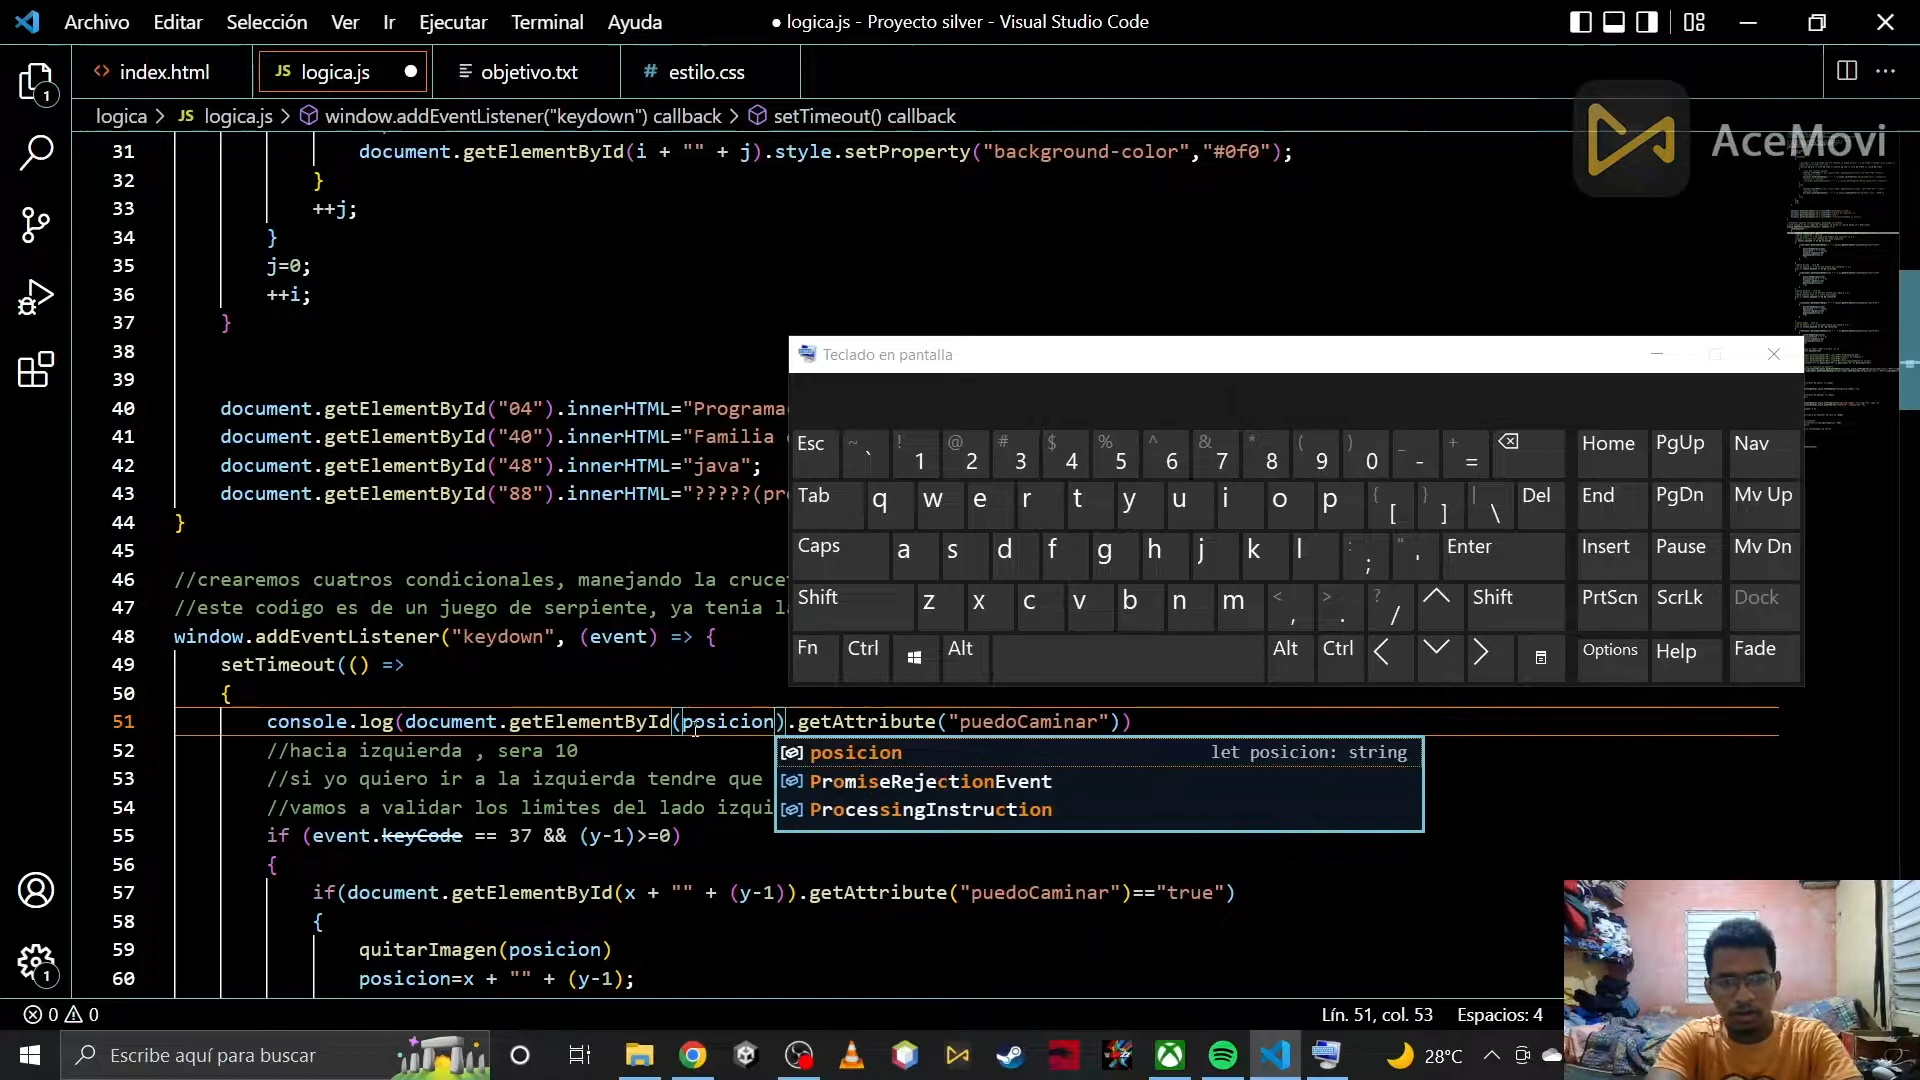 Archivo Editar Selección Ver Ir Ejecutar Terminal Ayuda
● logica.js - Proyecto silver - Visual Studio Code
index.html
JS logica.js
objetivo.txt
# estilo.css
logica > JS logica.js > window.addEventListener("keydown") callback > setTimeout() callback
AceMovi
31 document.getElementById(i + "" + j).style.setProperty("background-color","#0f0");
32 }
33 ++j;
34 }
35 j=0;
36 ++i;
37 }
38
39
40 document.getElementById("04").innerHTML="Programa
41 document.getElementById("40").innerHTML="Familia
42 document.getElementById("48").innerHTML="java";
43 document.getElementById("88").innerHTML="?????(pr
44 }
45
46 //crearemos cuatros condicionales, manejando la cruce
47 //este codigo es de un juego de serpiente, ya tenia l
48 window.addEventListener("keydown", (event) => {
49 setTimeout(() =>
50 {
51 console.log(document.getElementById(posicion).getAttribute("puedoCaminar"))
52 //hacia izquierda , sera 10
53 //si yo quiero ir a la izquierda tendre que
54 //vamos a validar los limites del lado izqui
55 if (event.keyCode == 37 && (y-1)>=0)
56 {
57 if(document.getElementById(x + "" + (y-1)).getAttribute("puedoCaminar")=="true")
58 {
59 quitarImagen(posicion)
60 posicion=x + "" + (y-1);
posicion let posicion: string
PromiseRejectionEvent
ProcessingInstruction
Teclado en pantalla
Esc ~ ` ! 1 @ 2 # 3 $ 4 % 5 ^ 6 & 7 * 8 ( 9 ) 0 _ - + = Home PgUp Nav
Tab q w e r t y u i o p { [ } ] | \ Del End PgDn Mv Up
Caps a s d f g h j k l : ; " ' Enter Insert Pause Mv Dn
Shift z x c v b n m < , > . ? / Shift PrtScn ScrLk Dock
Fn Ctrl Alt Alt Ctrl Options Help Fade
1
1
0 0
Lín. 51, col. 53 Espacios: 4
Escribe aquí para buscar
28°C